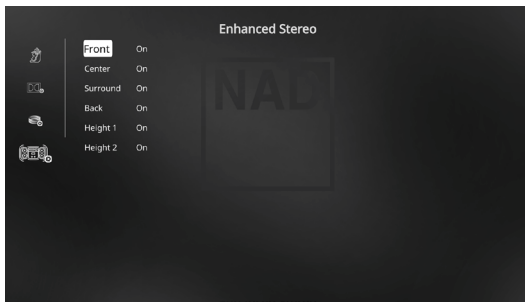 Enhanced Stereo
Front On
Center On
Surround On
Back On
Height 1 On
Height 2 On
NAD